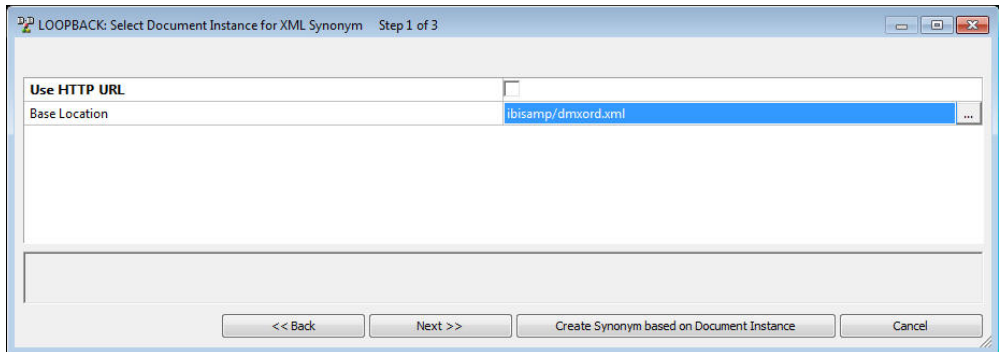 LOOPBACK: Select Document Instance for XML Synonym Step 1 of 3
Use HTTP URL
Base Location ibisamp/dmxord.xml ...
<< Back Next >> Create Synonym based on Document Instance Cancel